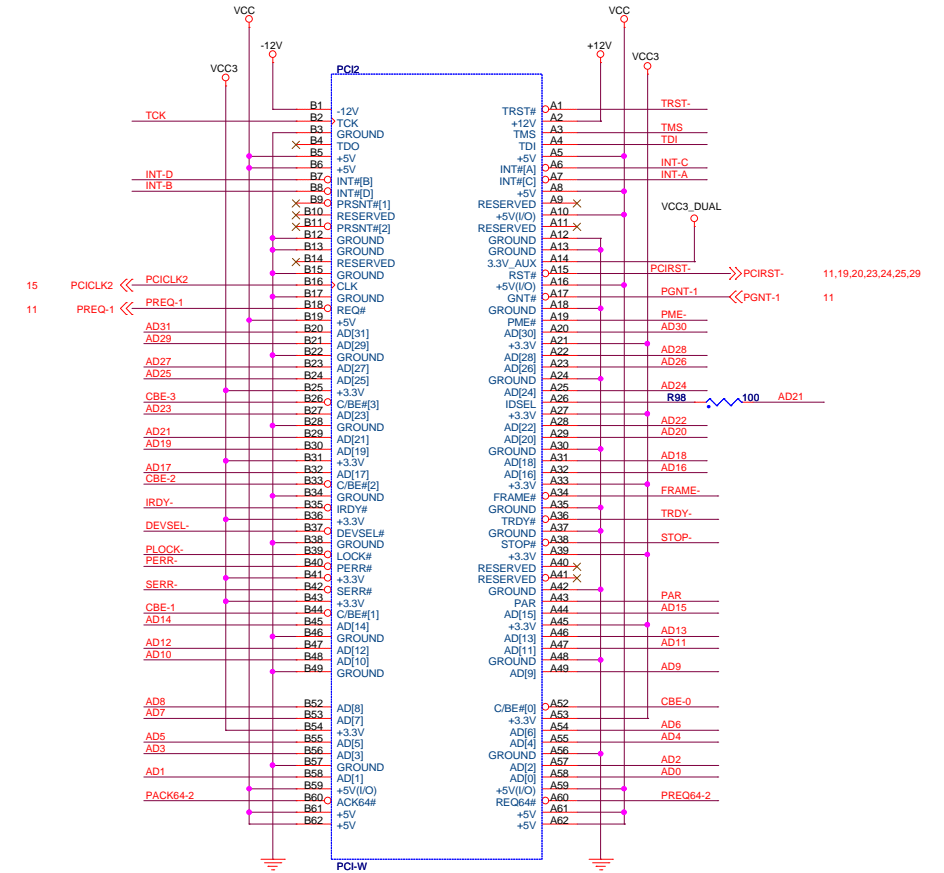 VCC VCC
-12V +12V
VCC3 VCC3
PCI2
B1 -12V TRST# A1 TRST-
TCK B2 TCK +12V A2
B3 GROUND TMS A3 TMS
B4 TDO TDI A4 TDI
B5 +5V +5V A5
B6 +5V INT#[A] A6 INT-C
INT-D B7 INT#[B] INT#[C] A7 INT-A
INT-B B8 INT#[D] +5V A8
B9 PRSNT#[1] RESERVED A9
B10 RESERVED +5V(I/O) A10 VCC3_DUAL
B11 PRSNT#[2] RESERVED A11
B12 GROUND GROUND A12
B13 GROUND GROUND A13
B14 RESERVED 3.3V_AUX A14
B15 GROUND RST# A15 PCIRST- PCIRST- 11,19,20,23,24,25,29
15 PCICLK2 PCICLK2 B16 CLK +5V(I/O) A16
B17 GROUND GNT# A17 PGNT-1 PGNT-1 11
11 PREQ-1 PREQ-1 B18 REQ# GROUND A18
B19 +5V PME# A19 PME-
AD31 B20 AD[31] AD[30] A20 AD30
AD29 B21 AD[29] +3.3V A21
B22 GROUND AD[28] A22 AD28
AD27 B23 AD[27] AD[26] A23 AD26
AD25 B24 AD[25] GROUND A24
B25 +3.3V AD[24] A25 AD24
CBE-3 B26 C/BE#[3] IDSEL A26 R98 100 AD21
AD23 B27 AD[23] +3.3V A27
B28 GROUND AD[22] A28 AD22
AD21 B29 AD[21] AD[20] A29 AD20
AD19 B30 AD[19] GROUND A30
B31 +3.3V AD[18] A31 AD18
AD17 B32 AD[17] AD[16] A32 AD16
CBE-2 B33 C/BE#[2] +3.3V A33
B34 GROUND FRAME# A34 FRAME-
IRDY- B35 IRDY# GROUND A35
B36 +3.3V TRDY# A36 TRDY-
DEVSEL- B37 DEVSEL# GROUND A37
B38 GROUND STOP# A38 STOP-
PLOCK- B39 LOCK# +3.3V A39
PERR- B40 PERR# RESERVED A40
B41 +3.3V RESERVED A41
SERR- B42 SERR# GROUND A42
B43 +3.3V PAR A43 PAR
CBE-1 B44 C/BE#[1] AD[15] A44 AD15
AD14 B45 AD[14] +3.3V A45
B46 GROUND AD[13] A46 AD13
AD12 B47 AD[12] AD[11] A47 AD11
AD10 B48 AD[10] GROUND A48
B49 GROUND AD[9] A49 AD9
AD8 B52 AD[8] C/BE#[0] A52 CBE-0
AD7 B53 AD[7] +3.3V A53
B54 +3.3V AD[6] A54 AD6
AD5 B55 AD[5] AD[4] A55 AD4
AD3 B56 AD[3] GROUND A56
B57 GROUND AD[2] A57 AD2
AD1 B58 AD[1] AD[0] A58 AD0
B59 +5V(I/O) +5V(I/O) A59
PACK64-2 B60 ACK64# REQ64# A60 PREQ64-2
B61 +5V +5V A61
B62 +5V +5V A62
PCI-W